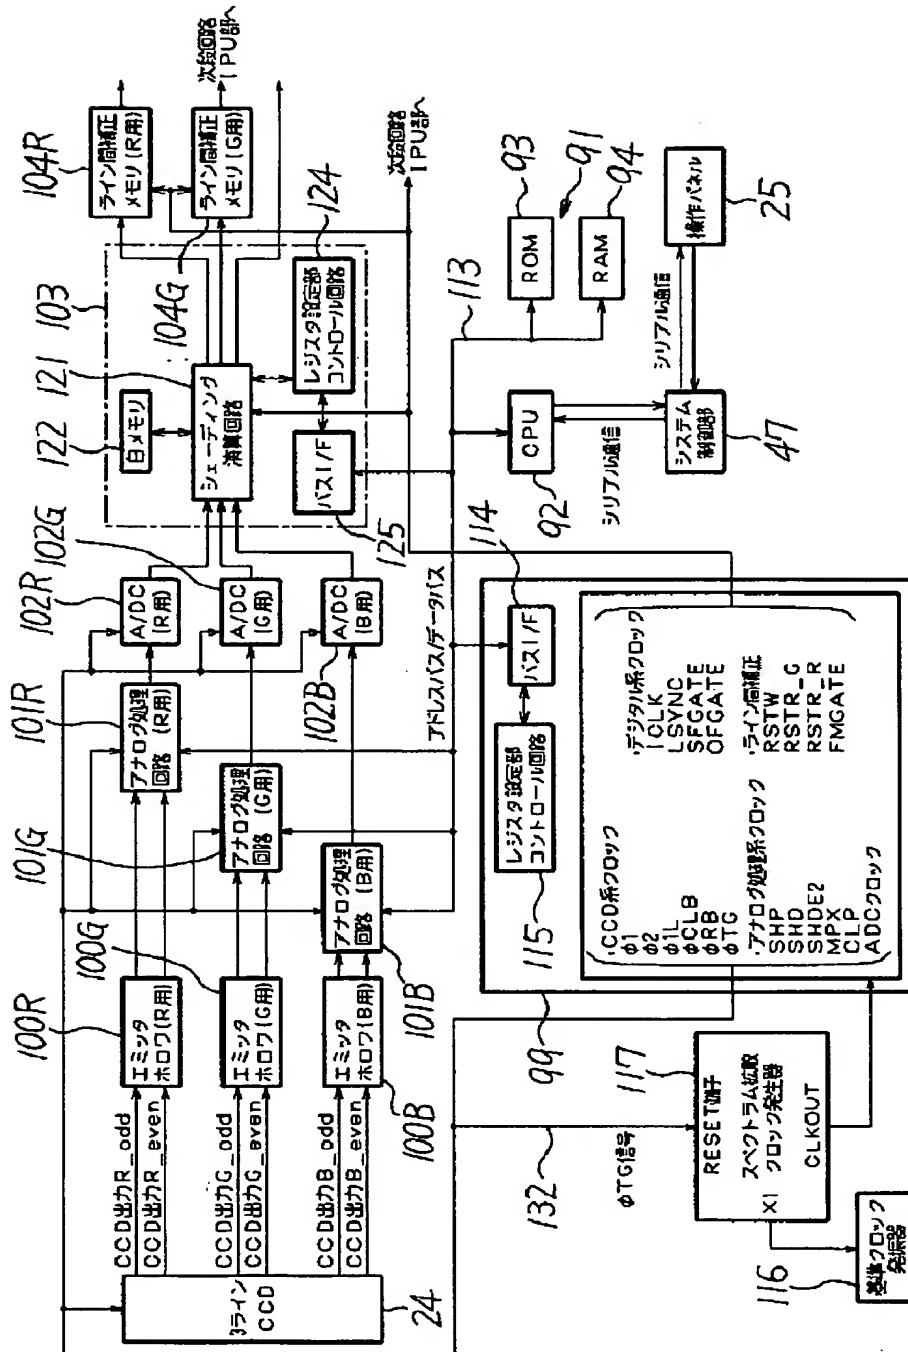 3ライン
CCD
24
CCD出力R_odd
CCD出力R_even
CCD出力G_odd
CCD出力G_even
CCD出力B_odd
CCD出力B_even
エミッタ
ホロワ(R用)
100R
エミッタ
ホロワ(G用)
100G
エミッタ
ホロワ(B用)
100B
アナログ処理
回路 (R用)
101R
アナログ処理
回路 (G用)
101G
アナログ処理
回路 (B用)
101B
A/DC
(R用)
102R
A/DC
(G用)
102G
A/DC
(B用)
102B
103
白メモリ
122
シェーディング
演算回路
121
レジスタ設定部
コントロール回路
124
バスI/F
125
ライン間補正
メモリ(R用)
104R
ライン間補正
メモリ(G用)
104G
次段回路
IPU部へ
次段回路
IPU部へ
アドレスバス/データバス
113
ROM
93
RAM
94
91
CPU
92
シリアル通信
シリアル通信
システム
制御部
47
操作パネル
25
バスI/F
114
レジスタ設定部
コントロール回路
115
99
・CCD系クロック
φ1
φ2
φ1L
φCLB
φRB
φTG
・アナログ処理系クロック
SHP
SHD
SHDE2
MPX
CLP
ADCクロック
・デジタル系クロック
ICLK
LSYNC
SFGATE
OFGATE
・ライン間補正
RSTW
RSTR_G
RSTR_R
FMGATE
132
φTG信号
RESET端子
スペクトラム拡散
クロック発生器
X1
CLKOUT
117
基準クロック
発振器
116